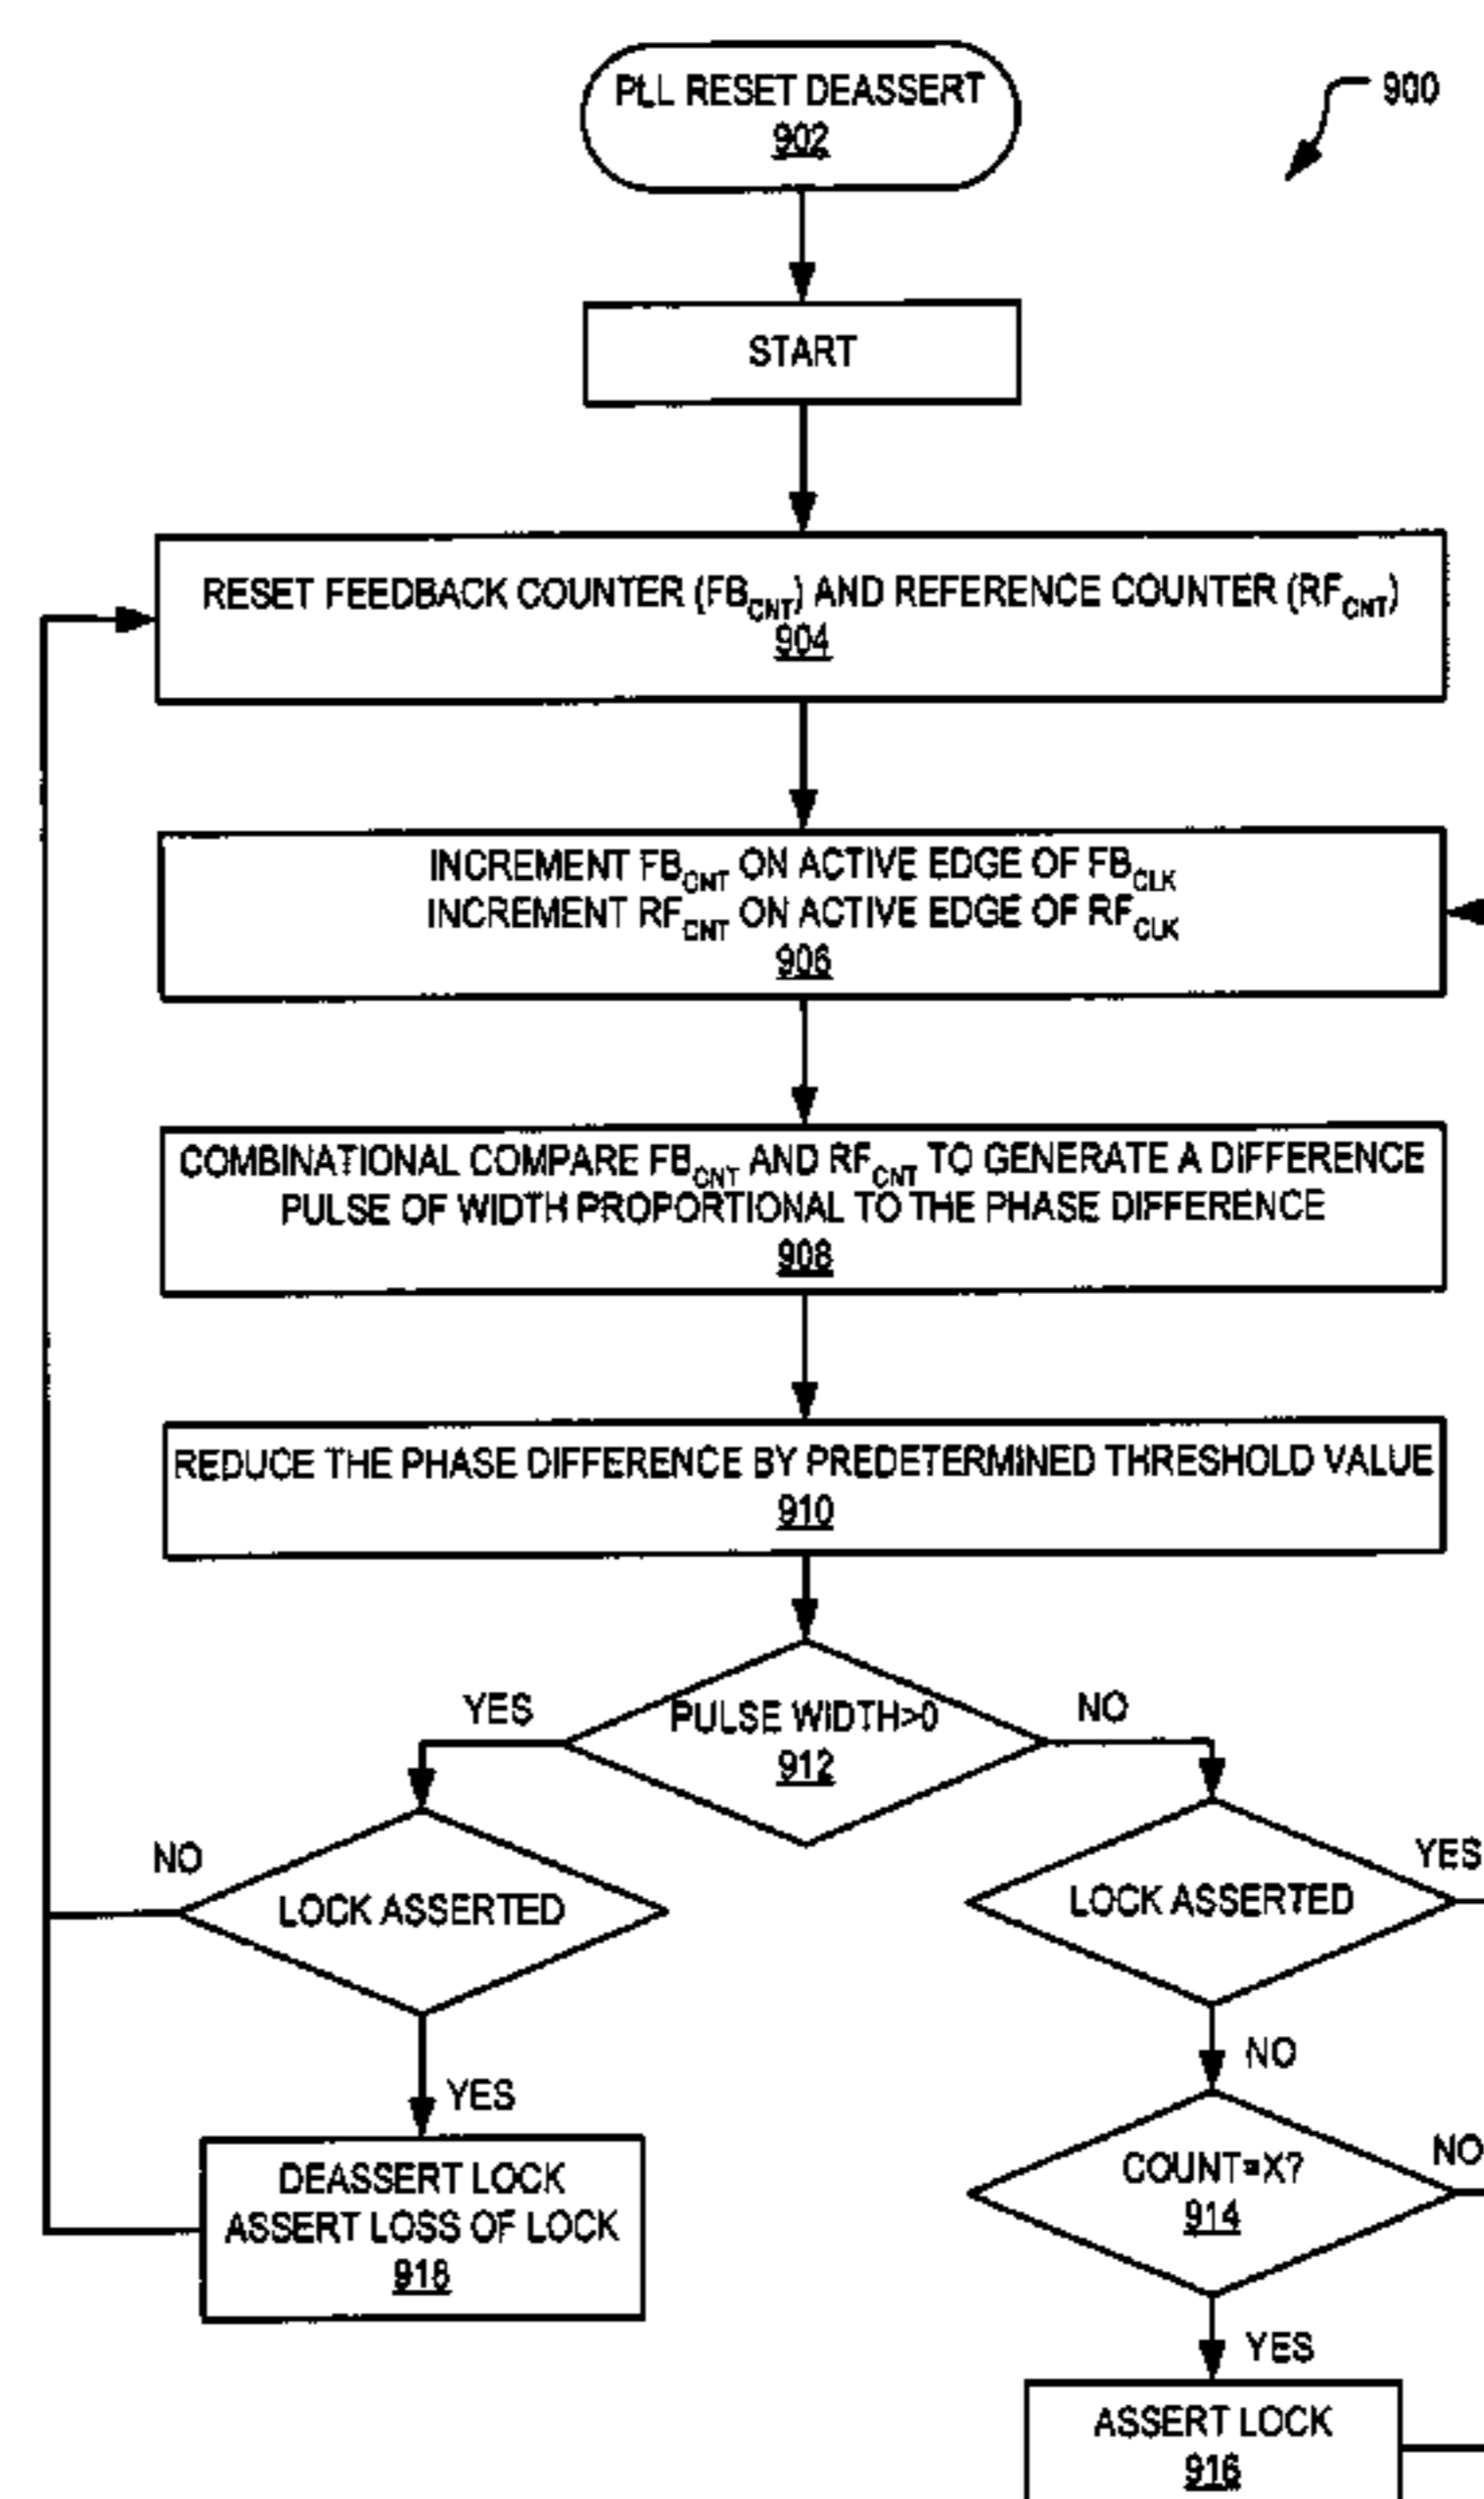 PLL RESET DEASSERT
902
900
START
RESET FEEDBACK COUNTER (FBCNT) AND REFERENCE COUNTER (RFCNT)
904
INCREMENT FBCNT ON ACTIVE EDGE OF FBCLK
INCREMENT RFCNT ON ACTIVE EDGE OF RFCLK
906
COMBINATIONAL COMPARE FBCNT AND RFCNT TO GENERATE A DIFFERENCE
PULSE OF WIDTH PROPORTIONAL TO THE PHASE DIFFERENCE
908
REDUCE THE PHASE DIFFERENCE BY PREDETERMINED THRESHOLD VALUE
910
YES
PULSE WIDTH>0
912
NO
NO
LOCK ASSERTED
LOCK ASSERTED
YES
NO
YES
DEASSERT LOCK
ASSERT LOSS OF LOCK
918
COUNT=X?
914
NO
YES
ASSERT LOCK
916